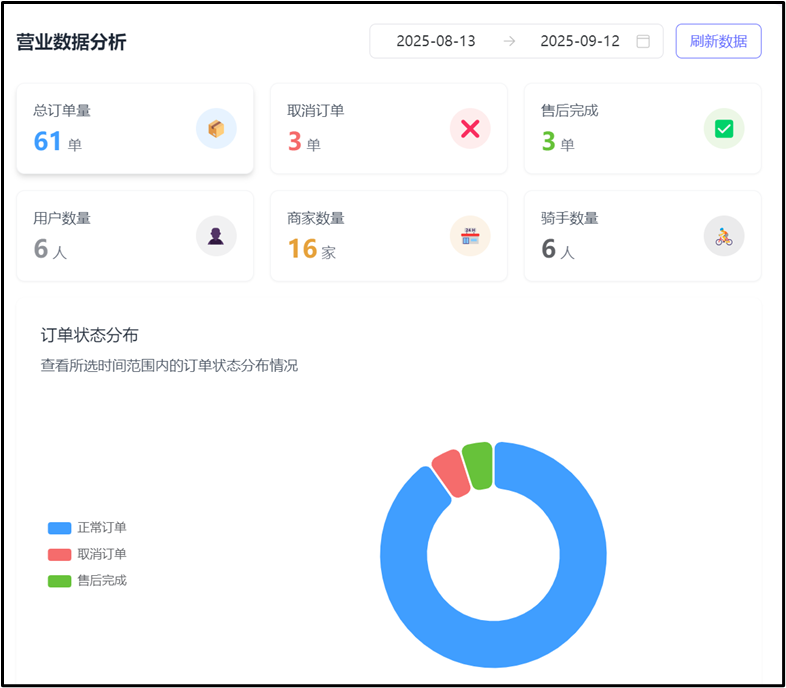 营业数据分析
2025-08-13 → 2025-09-12
刷新数据
总订单量
61 单
取消订单
3 单
售后完成
3 单
用户数量
6 人
商家数量
16 家
骑手数量
6 人
订单状态分布
查看所选时间范围内的订单状态分布情况
正常订单
取消订单
售后完成